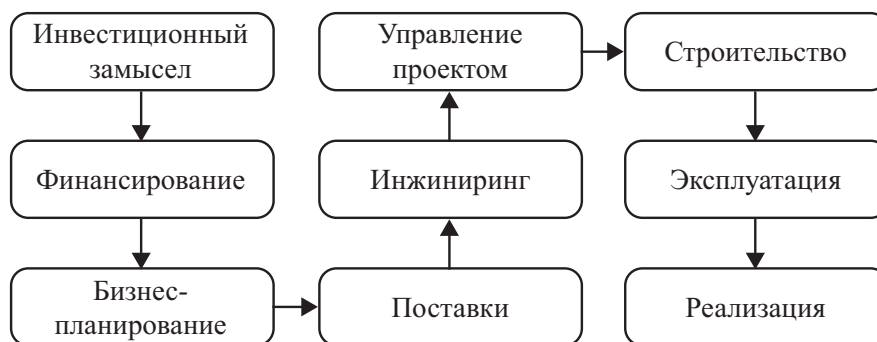 Инвестиционный
замысел
Финансирование
Бизнес-
планирование
Поставки
Инжиниринг
Управление
проектом
Строительство
Эксплуатация
Реализация